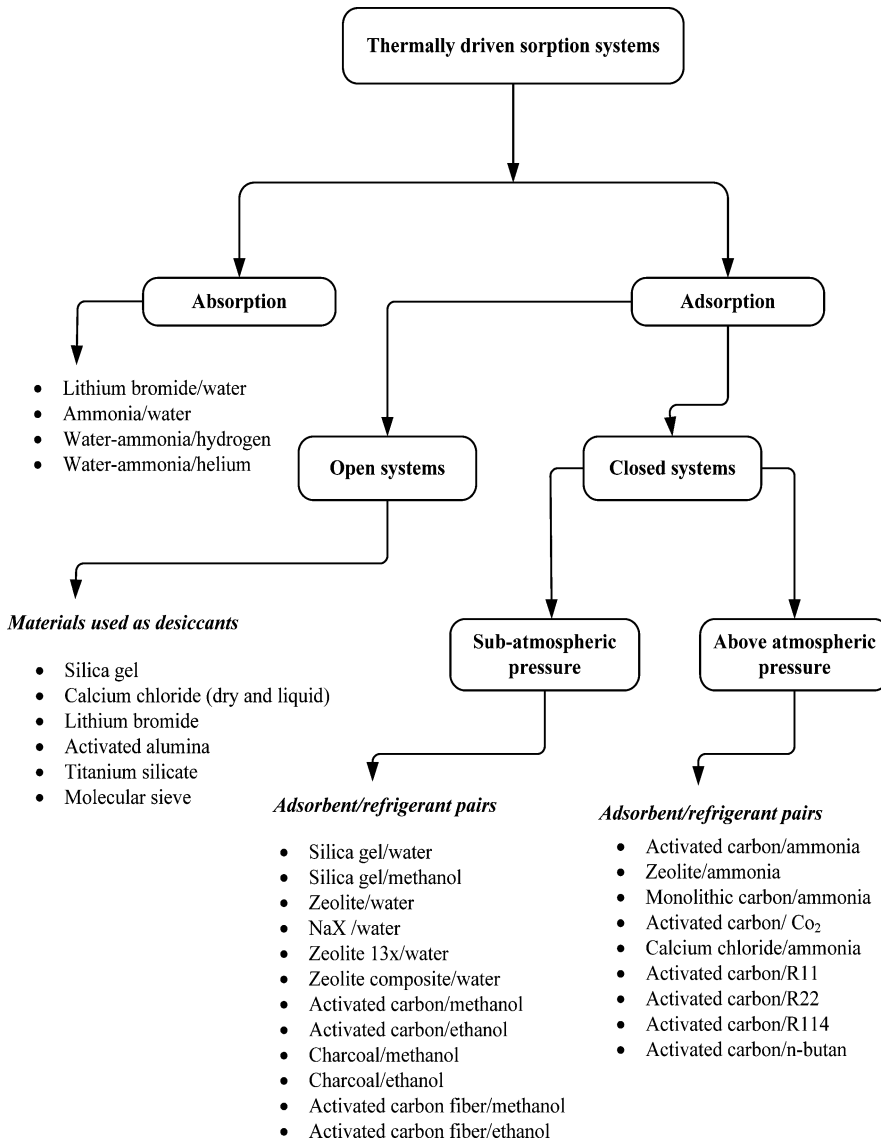 Thermally driven sorption systems
Absorption
Adsorption
• Lithium bromide/water
• Ammonia/water
• Water-ammonia/hydrogen
• Water-ammonia/helium
Open systems
Closed systems
Materials used as desiccants
• Silica gel
• Calcium chloride (dry and liquid)
• Lithium bromide
• Activated alumina
• Titanium silicate
• Molecular sieve
Sub-atmospheric
pressure
Above atmospheric
pressure
Adsorbent/refrigerant pairs
• Silica gel/water
• Silica gel/methanol
• Zeolite/water
• NaX /water
• Zeolite 13x/water
• Zeolite composite/water
• Activated carbon/methanol
• Activated carbon/ethanol
• Charcoal/methanol
• Charcoal/ethanol
• Activated carbon fiber/methanol
• Activated carbon fiber/ethanol
Adsorbent/refrigerant pairs
• Activated carbon/ammonia
• Zeolite/ammonia
• Monolithic carbon/ammonia
• Activated carbon/ Co₂
• Calcium chloride/ammonia
• Activated carbon/R11
• Activated carbon/R22
• Activated carbon/R114
• Activated carbon/n-butan